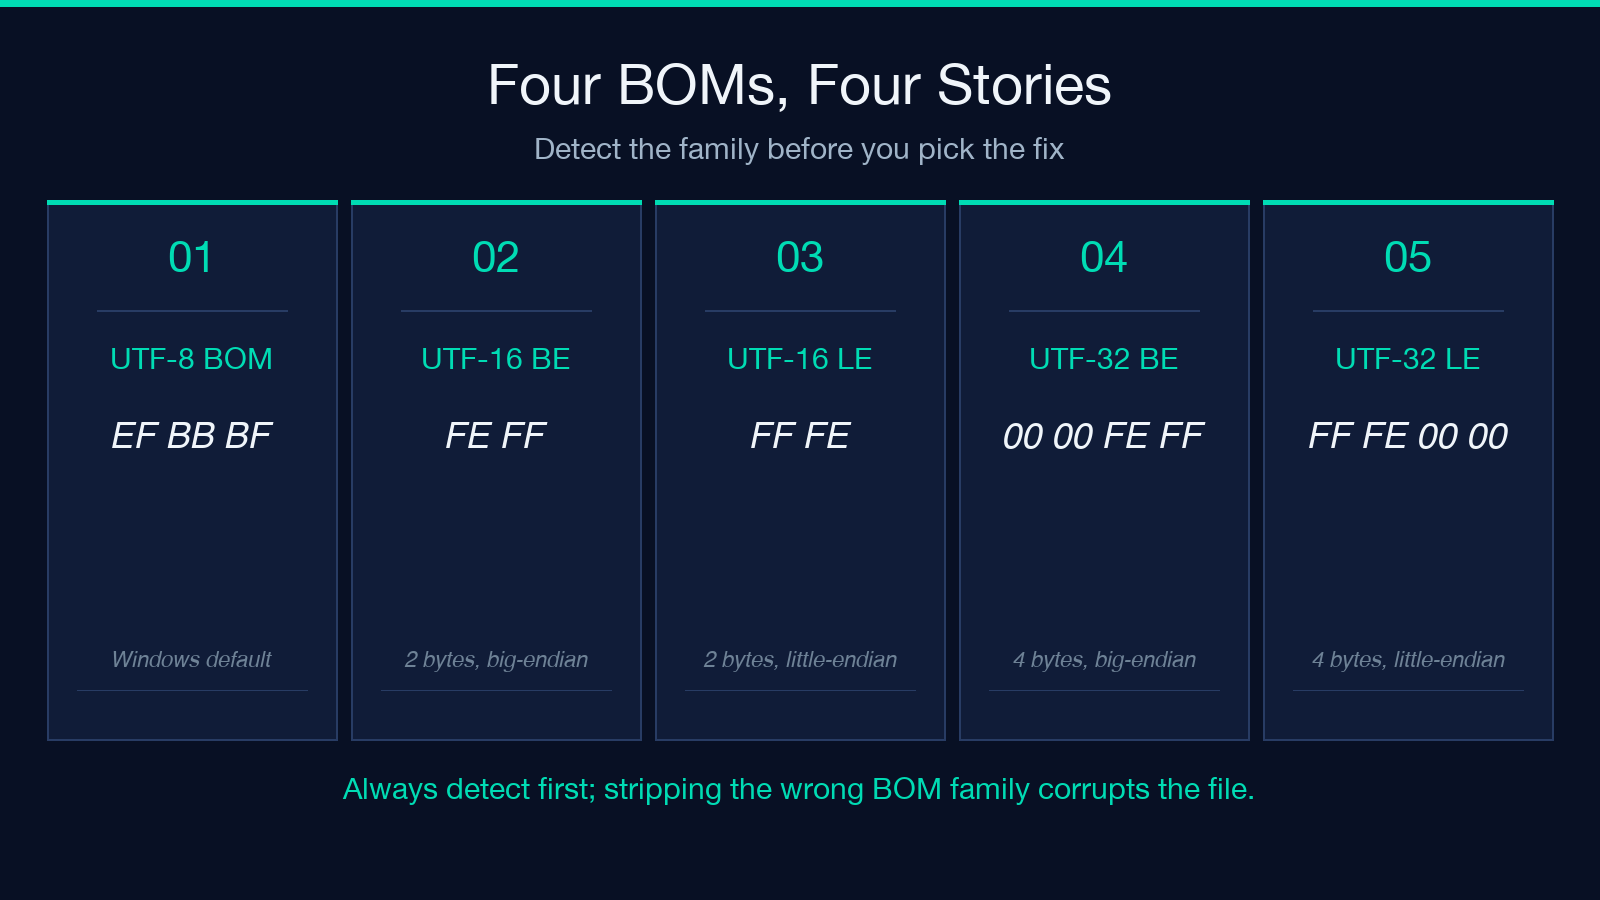 Four BOMs, Four Stories
Detect the family before you pick the fix
01
UTF-8 BOM
EF BB BF
Windows default
02
UTF-16 BE
FE FF
2 bytes, big-endian
03
UTF-16 LE
FF FE
2 bytes, little-endian
04
UTF-32 BE
00 00 FE FF
4 bytes, big-endian
05
UTF-32 LE
FF FE 00 00
4 bytes, little-endian
Always detect first; stripping the wrong BOM family corrupts the file.